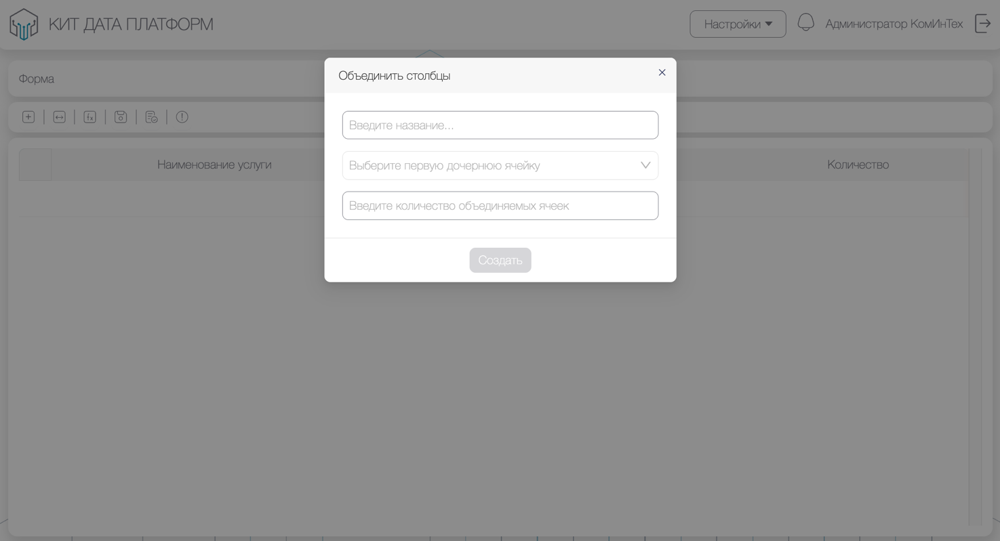 КИТ ДАТА ПЛАТФОРМ
Настройки
Администратор КомИнТех
Объединить столбцы
Форма
Введите название...
fx
Выберите первую дочернюю ячейку
Наименование услуги
Количество
Введите количество объединяемых ячеек
Создать